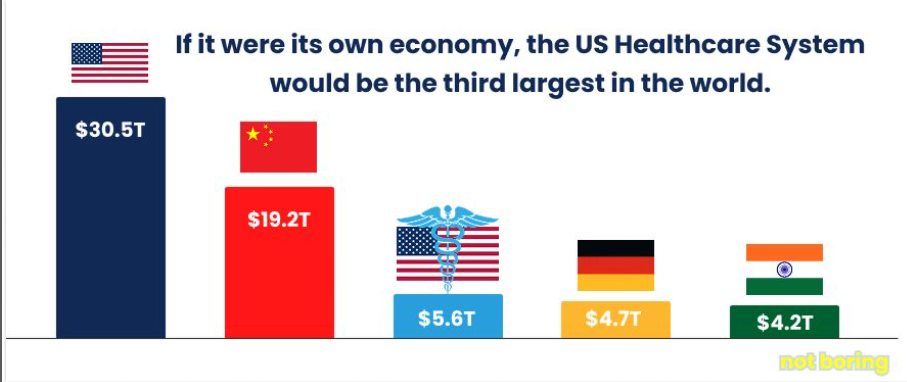 If it were its own economy, the US Healthcare System
would be the third largest in the world.
$30.5T
$19.2T
$5.6T
$4.7T
$4.2T
not boring